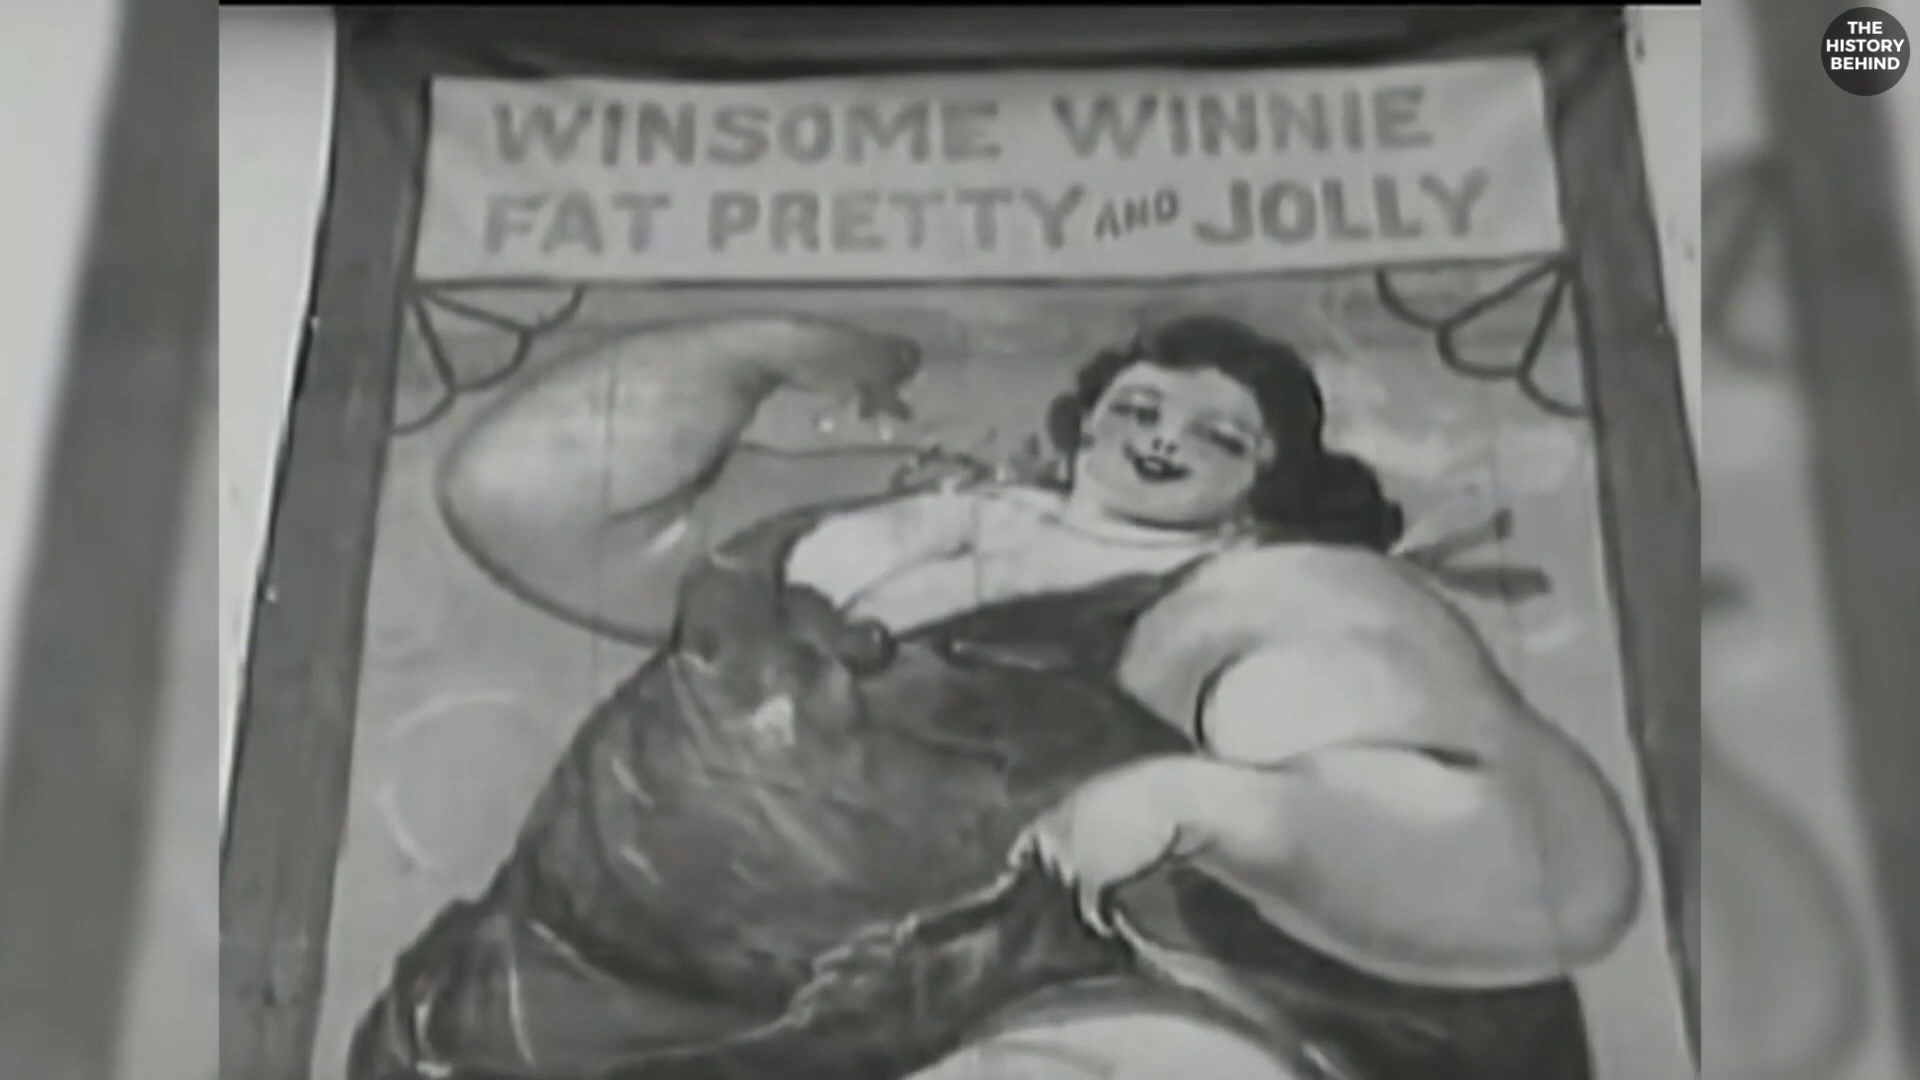 WINSOME WINNIE
FAT PRETTY AND JOLLY
THE
HISTORY
BEHIND